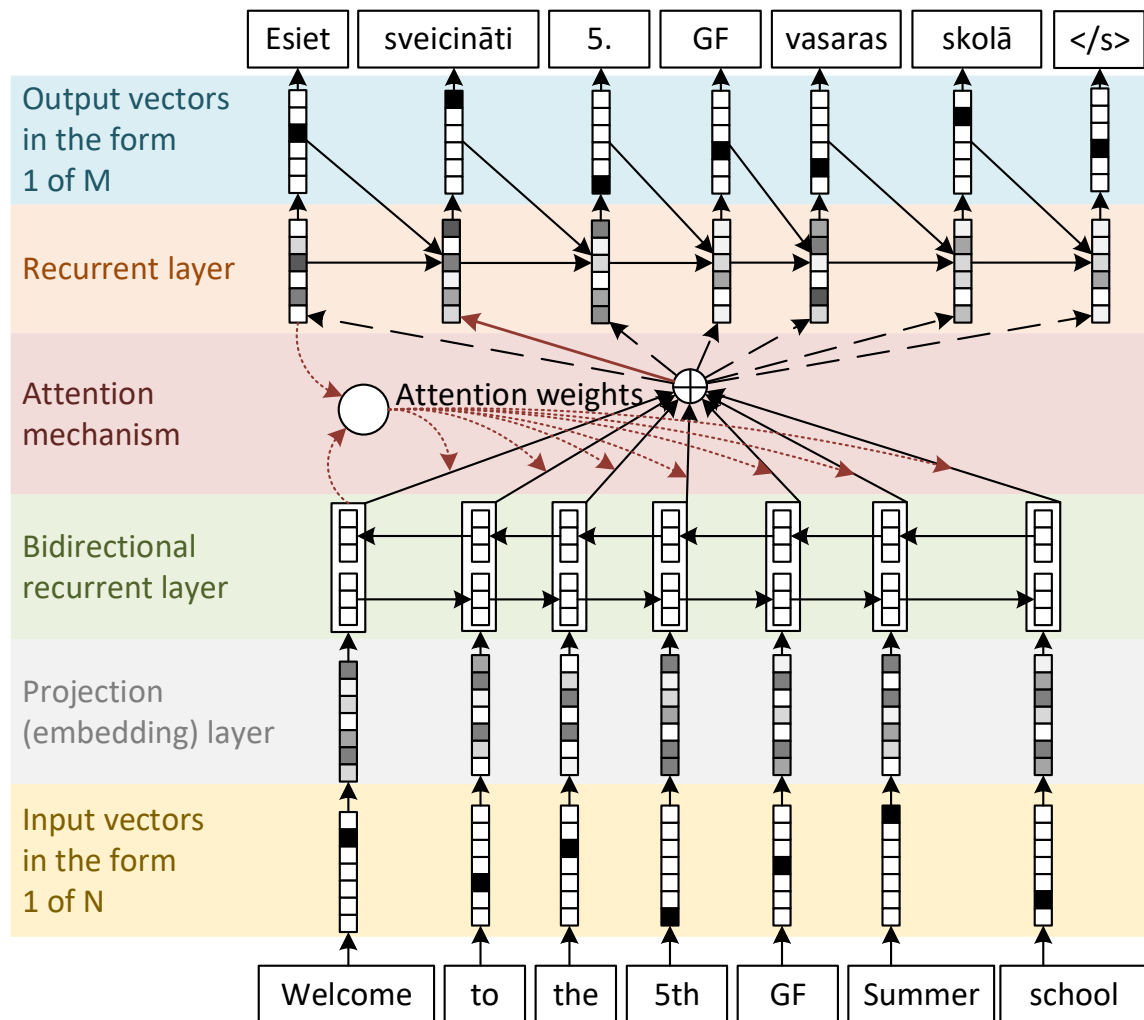 Esiet sveicināti 5. GF vasaras skolā </s>
Output vectors
in the form
1 of M
Recurrent layer
Attention
mechanism
Attention weights
Bidirectional
recurrent layer
Projection
(embedding) layer
Input vectors
in the form
1 of N
Welcome to the 5th GF Summer school